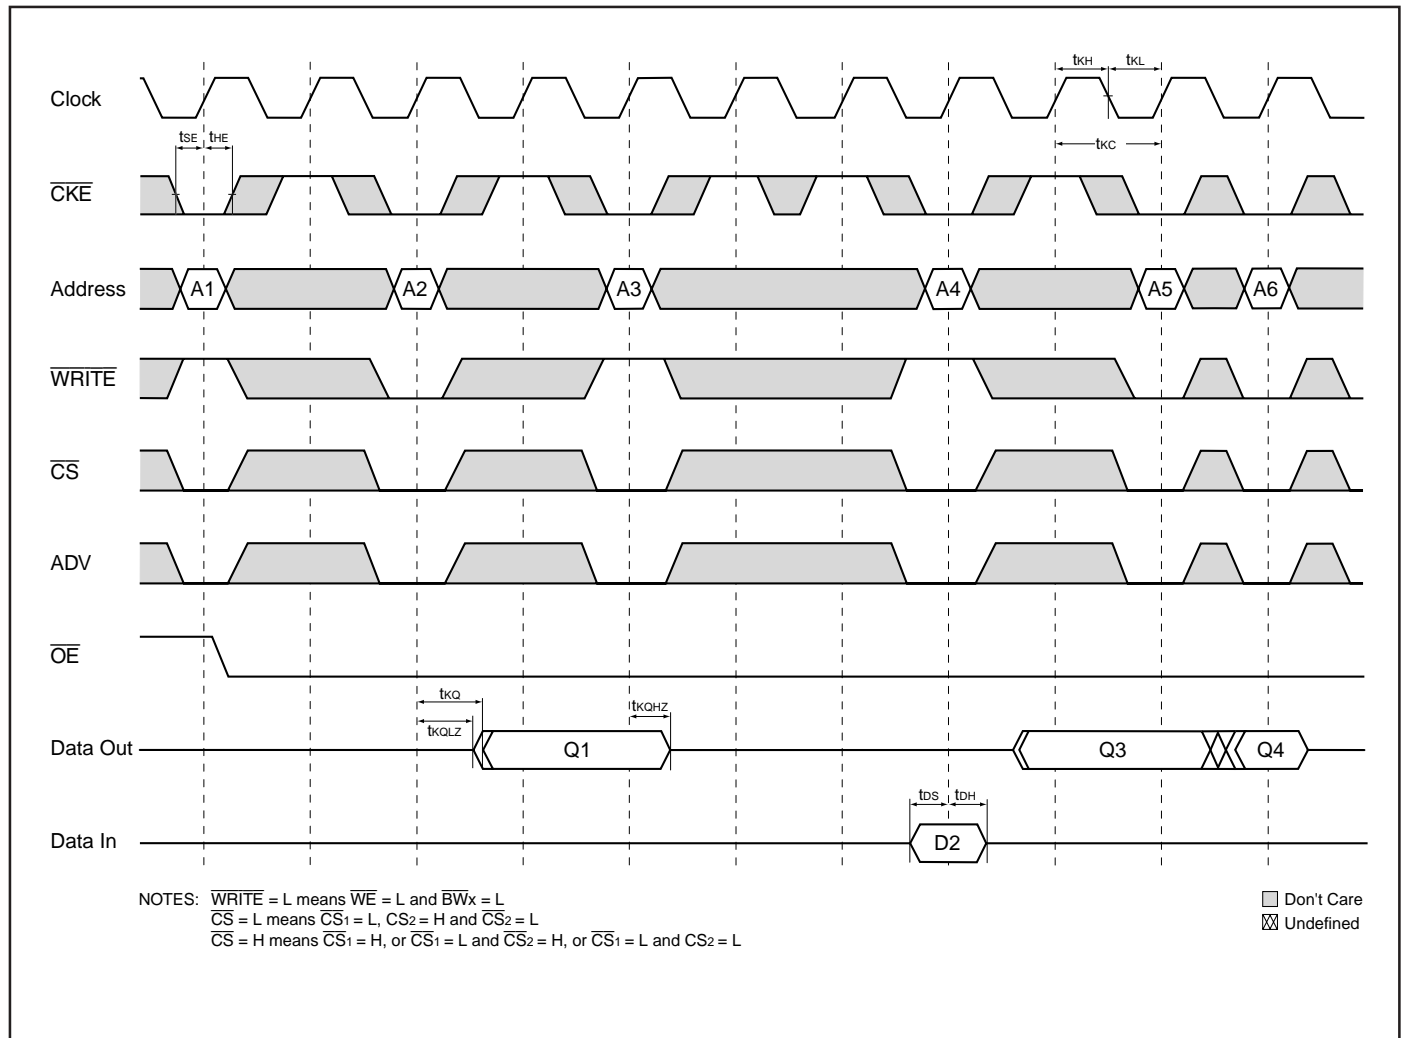 tKH tKL
Clock
tSE tHE
tKC
CKE
Address A1 A2 A3 A4 A5 A6
WRITE
CS
ADV
OE
tKQ
tKQLZ
tKQHZ
Data Out Q1 Q3 Q4
tDS tDH
Data In D2
NOTES: WRITE = L means WE = L and BWx = L
CS = L means CS1 = L, CS2 = H and CS2 = L
CS = H means CS1 = H, or CS1 = L and CS2 = H, or CS1 = L and CS2 = L
Don't Care
Undefined